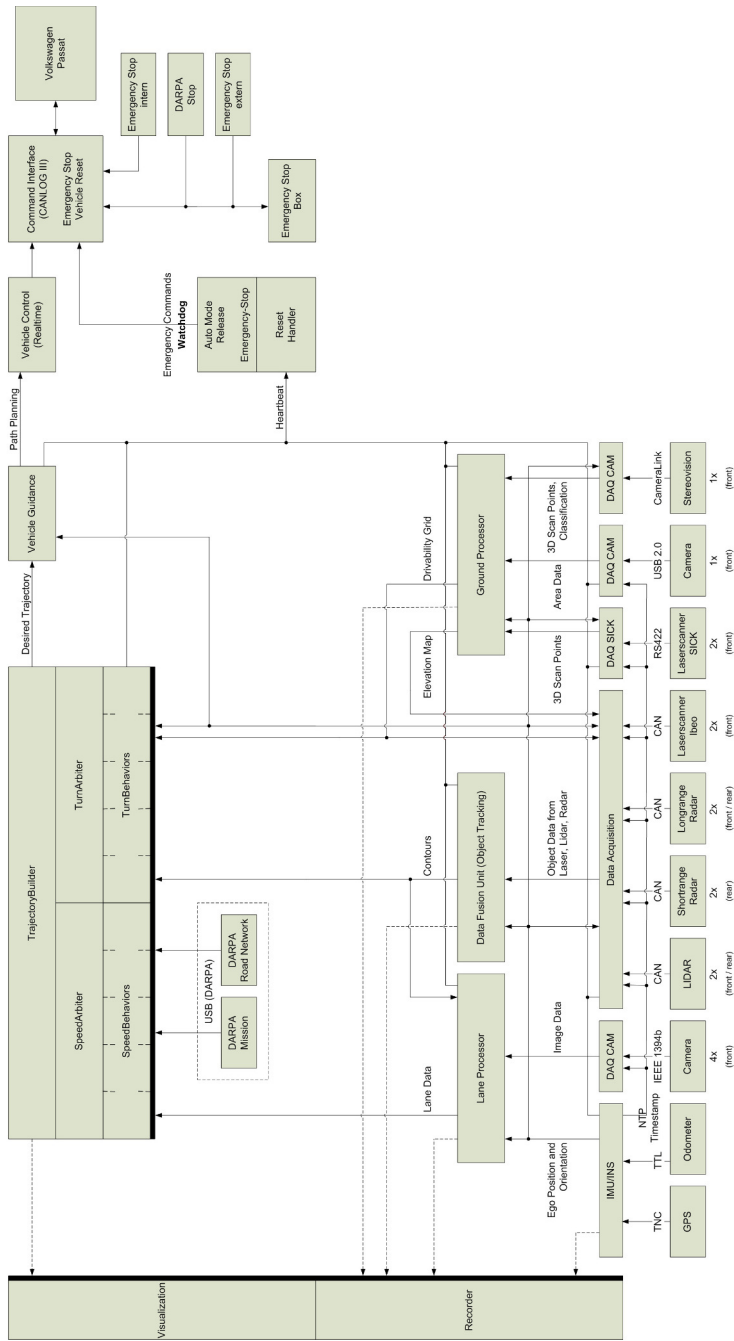 Visualization
Recorder
TrajectoryBuilder
SpeedArbiter
TurnArbiter
SpeedBehaviors
TurnBehaviors
USB (DARPA)
DARPA
Mission
DARPA
Road Network
Desired Trajectory
Vehicle Guidance
Path Planning
Vehicle Control
(Realtime)
Command Interface
(CANLOG III)
Emergency Stop
Vehicle Reset
Volkswagen
Passat
Emergency Stop
intern
DARPA
Stop
Emergency Stop
extern
Emergency Stop
Box
Emergency Commands
Watchdog
Auto Mode
Release
Emergency-Stop
Reset
Handler
Heartbeat
Lane Data
Contours
Elevation Map
Drivability Grid
Lane Processor
Data Fusion Unit (Object Tracking)
Ground Processor
Ego Position and
Orientation
Image Data
Object Data from
Laser, Lidar, Radar
3D Scan Points
Area Data
3D Scan Points,
Classification
IMU/INS
DAQ CAM
Data Acquisition
DAQ SICK
DAQ CAM
DAQ CAM
NTP
Timestamp
TNC
TTL
IEEE 1394b
CAN
CAN
CAN
CAN
RS422
USB 2.0
CameraLink
GPS
Odometer
Camera
LIDAR
Shortrange
Radar
Longrange
Radar
Laserscanner
Ibeo
Laserscanner
SICK
Camera
Stereovision
4x
2x
2x
2x
2x
2x
1x
1x
(front)
(front / rear)
(rear)
(front / rear)
(front)
(front)
(front)
(front)